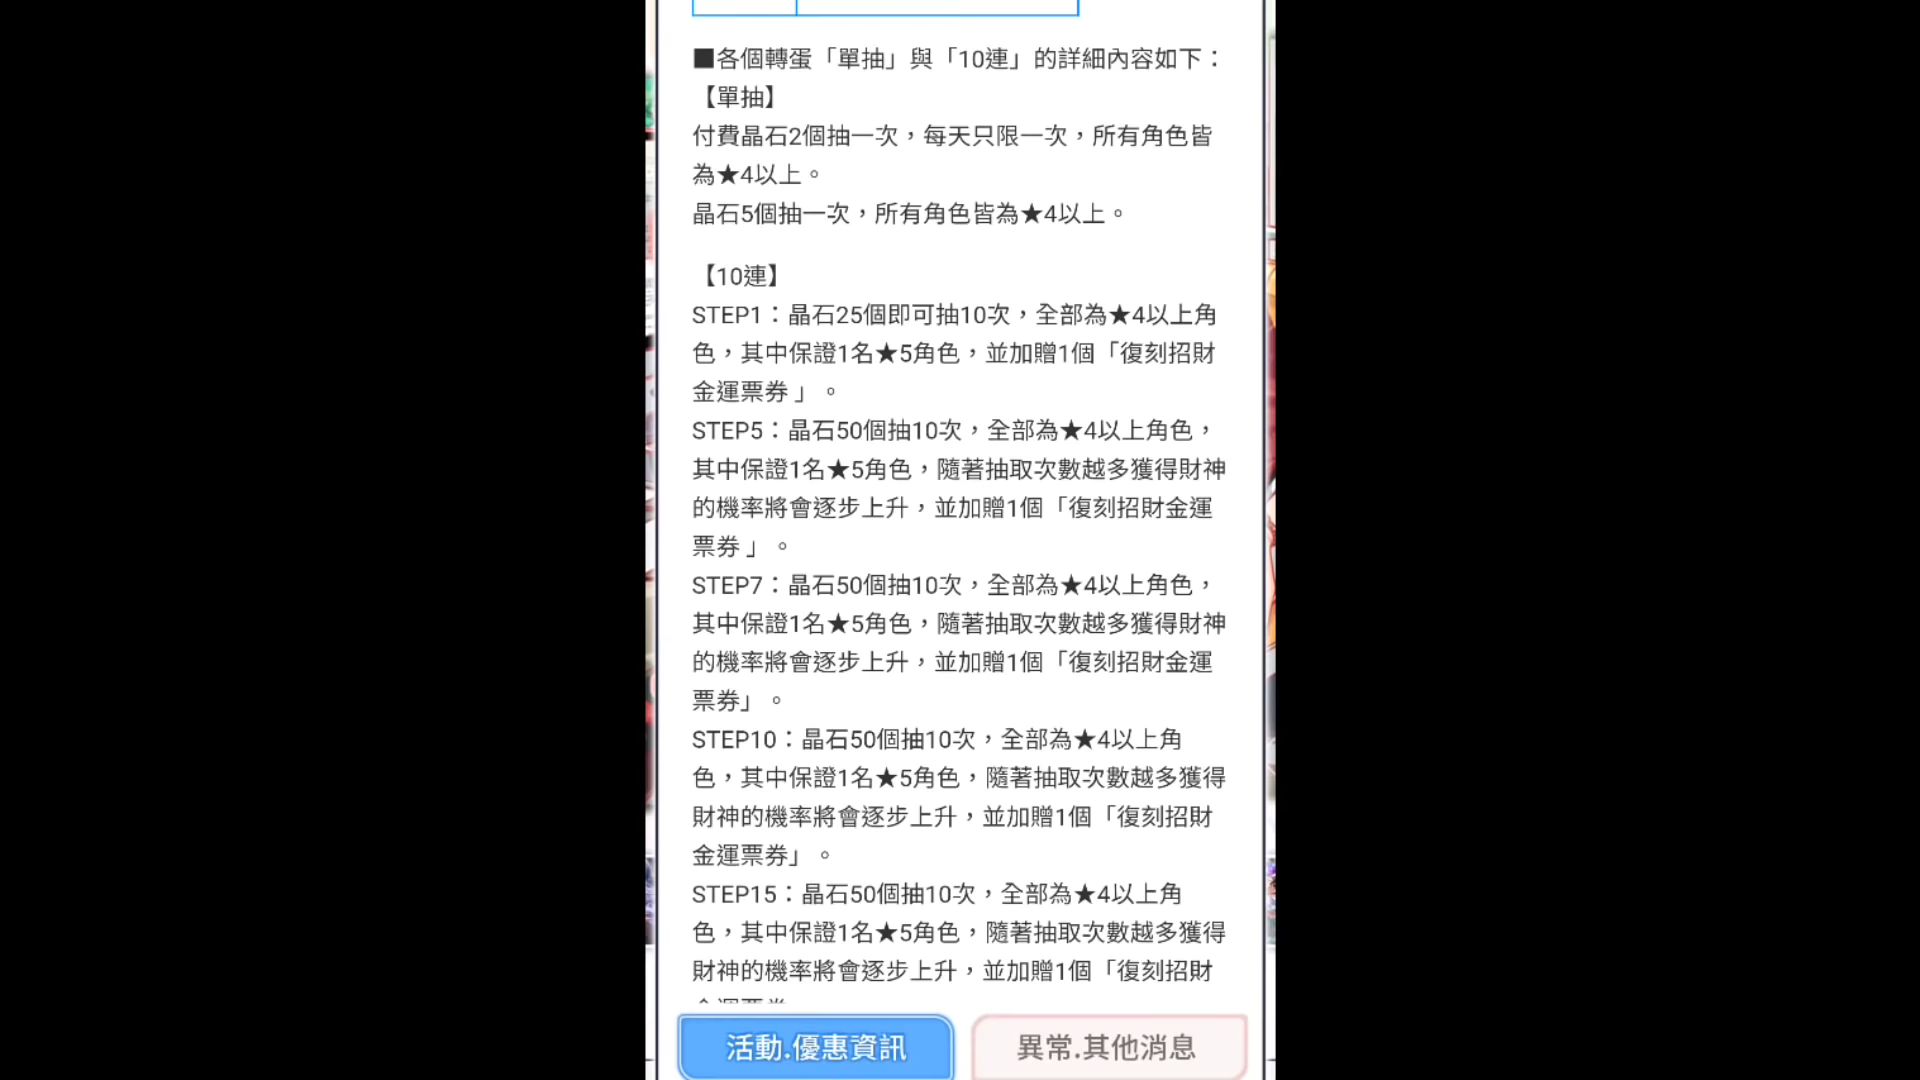 ■各個轉蛋「單抽」與「10連」的詳細內容如下：
【單抽】
付費晶石2個抽一次，每天只限一次，所有角色皆
為★4以上。
晶石5個抽一次，所有角色皆為★4以上。
【10連】
STEP1：晶石25個即可抽10次，全部為★4以上角
色，其中保證1名★5角色，並加贈1個「復刻招財
金運票券 」。
STEP5：晶石50個抽10次，全部為★4以上角色，
其中保證1名★5角色，隨著抽取次數越多獲得財神
的機率將會逐步上升，並加贈1個「復刻招財金運
票券 」。
STEP7：晶石50個抽10次，全部為★4以上角色，
其中保證1名★5角色，隨著抽取次數越多獲得財神
的機率將會逐步上升，並加贈1個「復刻招財金運
票券」。
STEP10：晶石50個抽10次，全部為★4以上角
色，其中保證1名★5角色，隨著抽取次數越多獲得
財神的機率將會逐步上升，並加贈1個「復刻招財
金運票券」。
STEP15：晶石50個抽10次，全部為★4以上角
色，其中保證1名★5角色，隨著抽取次數越多獲得
財神的機率將會逐步上升，並加贈1個「復刻招財
活動.優惠資訊
異常.其他消息